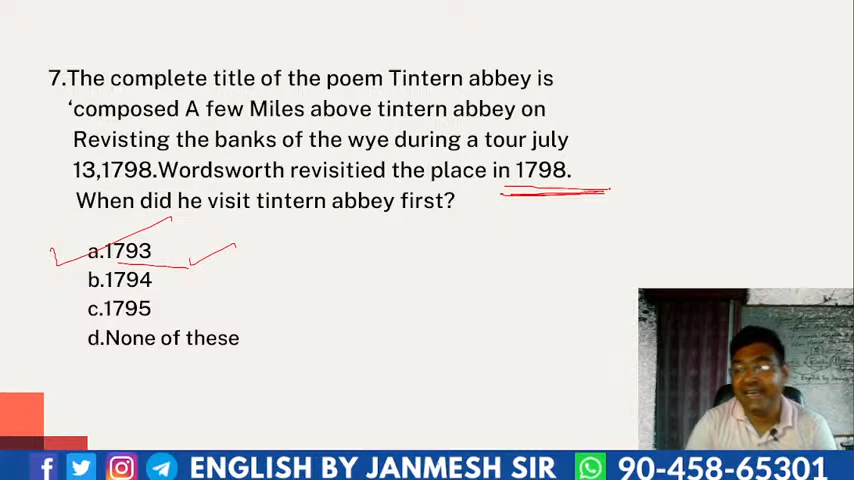 7.The complete title of the poem Tintern abbey is
‘composed A few Miles above tintern abbey on
Revisting the banks of the wye during a tour july
13,1798.Wordsworth revisitied the place in 1798.
When did he visit tintern abbey first?
a.1793
b.1794
c.1795
d.None of these
ENGLISH BY JANMESH SIR 90-458-65301